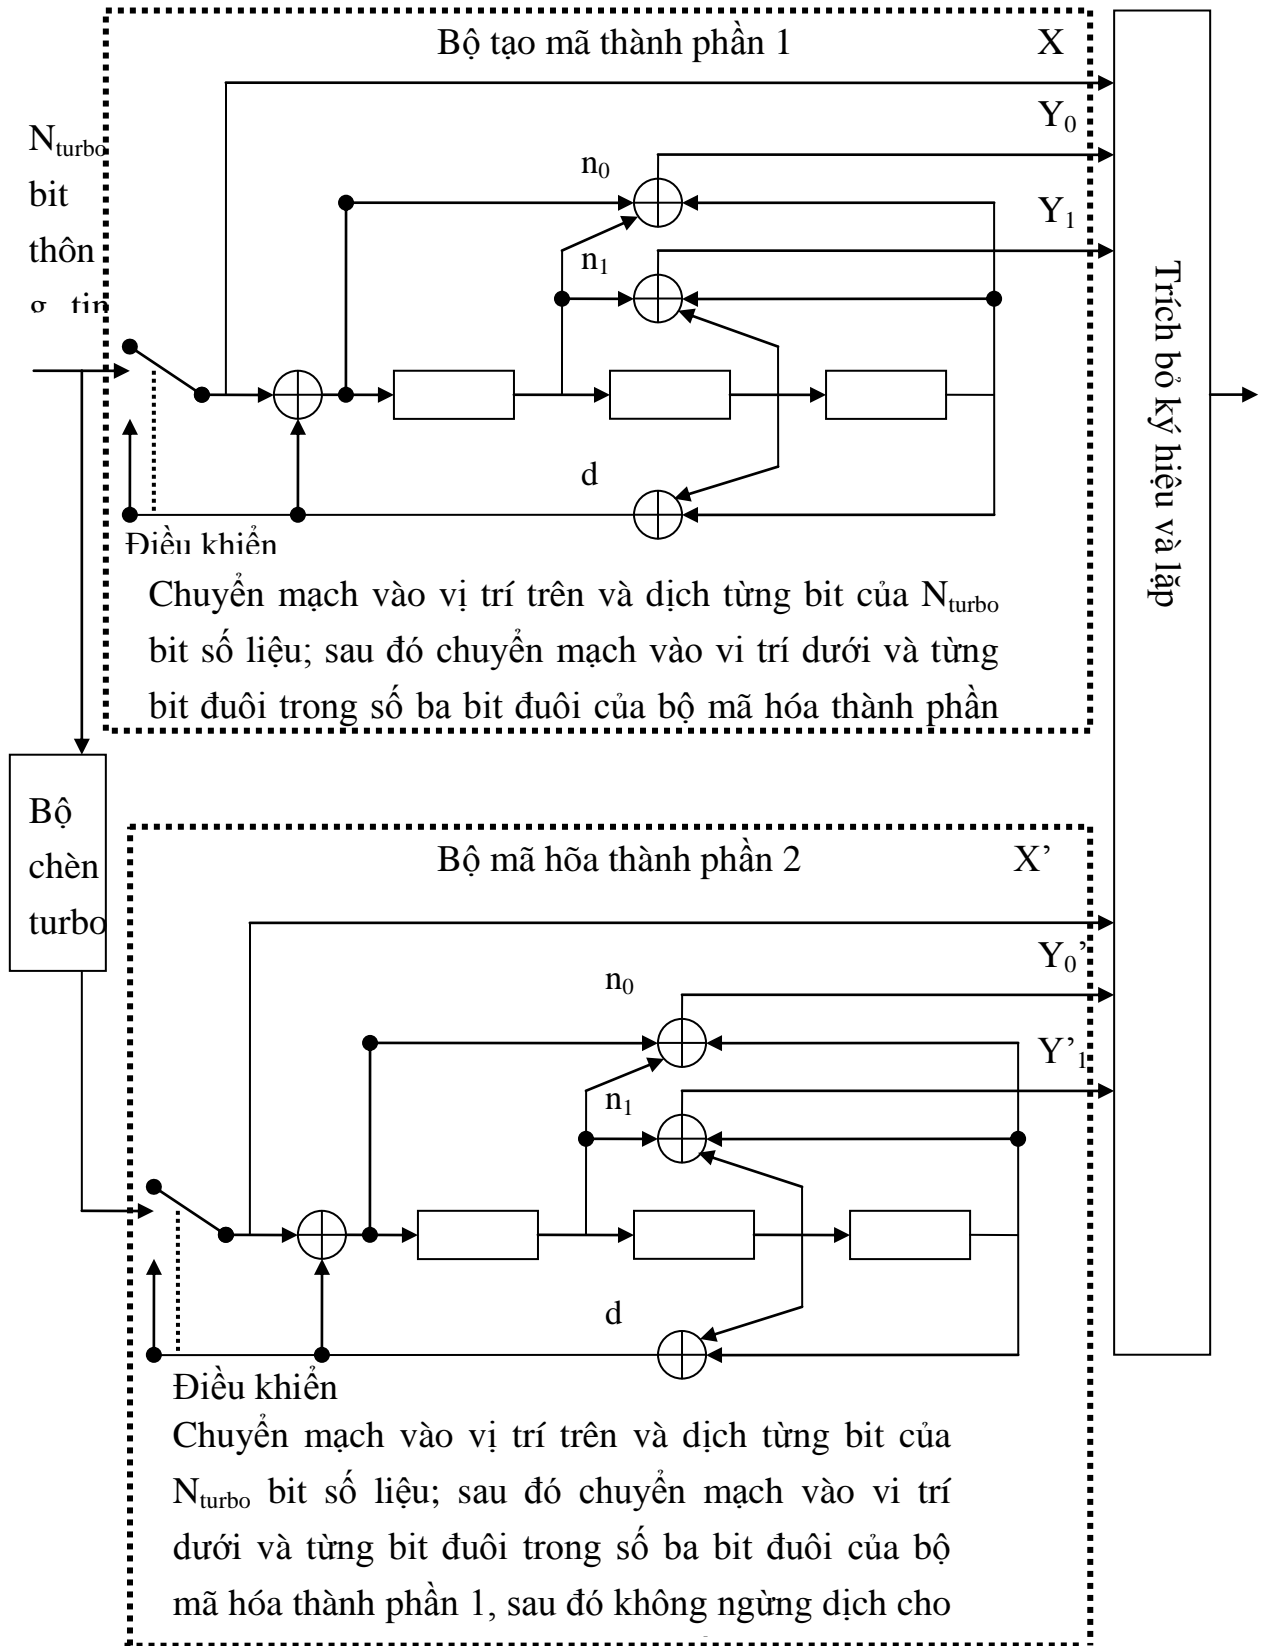 Bộ tạo mã thành phần 1
X
Y₀
Nturbo
bit
thôn
g tin
n₀
Y₁
n₁
d
Điều khiển
Chuyển mạch vào vị trí trên và dịch từng bit của Nturbo
bit số liệu; sau đó chuyển mạch vào vi trí dưới và từng
bit đuôi trong số ba bit đuôi của bộ mã hóa thành phần
Trích bỏ ký hiệu và lặp
Bộ
chèn
turbo
Bộ mã hõa thành phần 2
X’
Y₀’
n₀
Y’₁
n₁
d
Điều khiển
Chuyển mạch vào vị trí trên và dịch từng bit của
Nturbo bit số liệu; sau đó chuyển mạch vào vi trí
dưới và từng bit đuôi trong số ba bit đuôi của bộ
mã hóa thành phần 1, sau đó không ngừng dịch cho